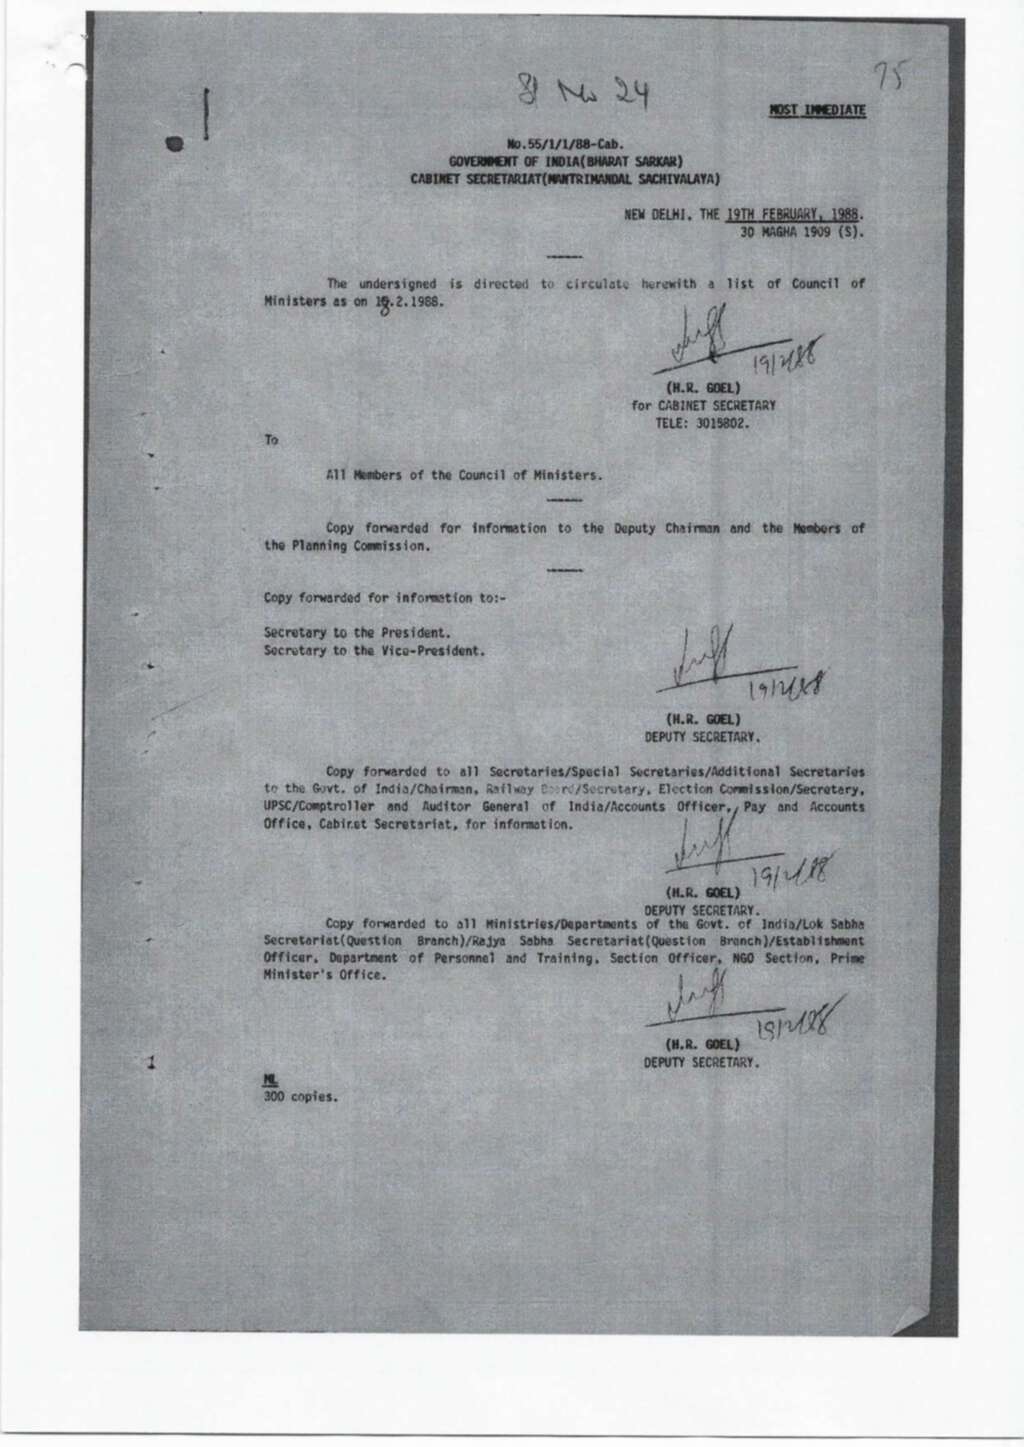 Sl No 24
75
MOST IMMEDIATE
No.55/1/1/88-Cab.
GOVERNMENT OF INDIA(BHARAT SARKAR)
CABINET SECRETARIAT(MANTRIMANDAL SACHIVALAYA)
NEW DELHI, THE 19TH FEBRUARY, 1988.
30 MAGHA 1909 (S).
The undersigned is directed to circulate herewith a list of Council of
Ministers as on 18.2.1988.
19/2/88
(H.R. GOEL)
for CABINET SECRETARY
TELE: 3015802.
To
All Members of the Council of Ministers.
Copy forwarded for information to the Deputy Chairman and the Members of
the Planning Commission.
Copy forwarded for information to:-
Secretary to the President.
Secretary to the Vice-President.
19/2/88
(H.R. GOEL)
DEPUTY SECRETARY.
Copy forwarded to all Secretaries/Special Secretaries/Additional Secretaries
to the Govt. of India/Chairman, Railway Board/Secretary, Election Commission/Secretary,
UPSC/Comptroller and Auditor General of India/Accounts Officer, Pay and Accounts
Office, Cabinet Secretariat, for information.
19/2/88
(H.R. GOEL)
DEPUTY SECRETARY.
Copy forwarded to all Ministries/Departments of the Govt. of India/Lok Sabha
Secretariat(Question Branch)/Rajya Sabha Secretariat(Question Branch)/Establishment
Officer, Department of Personnel and Training, Section Officer, NGO Section, Prime
Minister's Office.
19/2/88
(H.R. GOEL)
DEPUTY SECRETARY.
NL
300 copies.